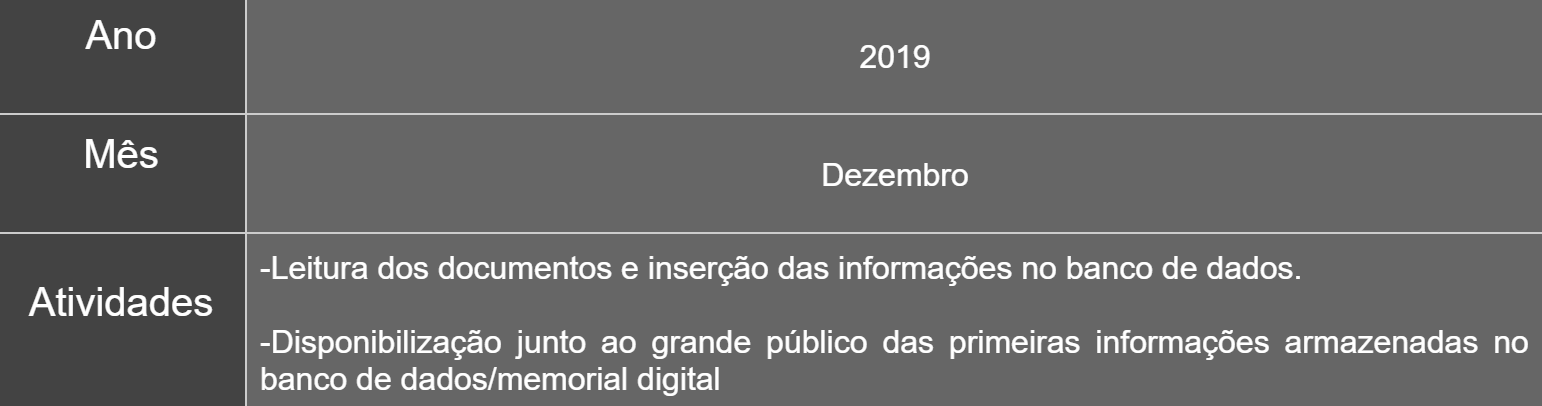 Ano
2019
Mês
Dezembro
Atividades
-Leitura dos documentos e inserção das informações no banco de dados.
-Disponibilização junto ao grande público das primeiras informações armazenadas no
banco de dados/memorial digital